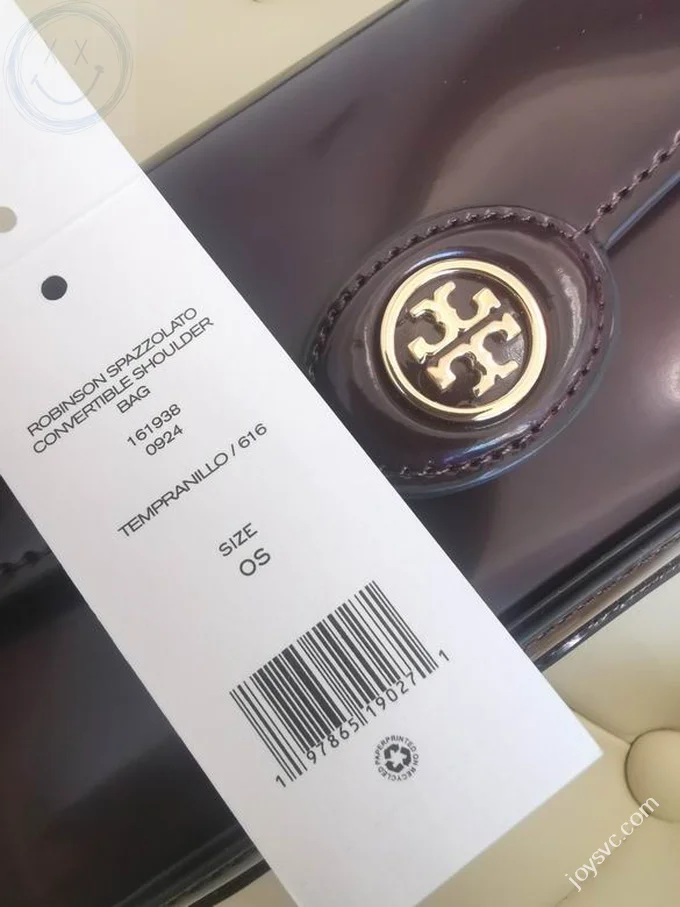 ROBINSON SPAZZOLATO
CONVERTIBLE SHOULDER
BAG
161938
0924
TEMPRANILLO / 616
SIZE
OS
1 97865 19027 1
PAPER PRINTED ON RECYCLED
joysvc.com